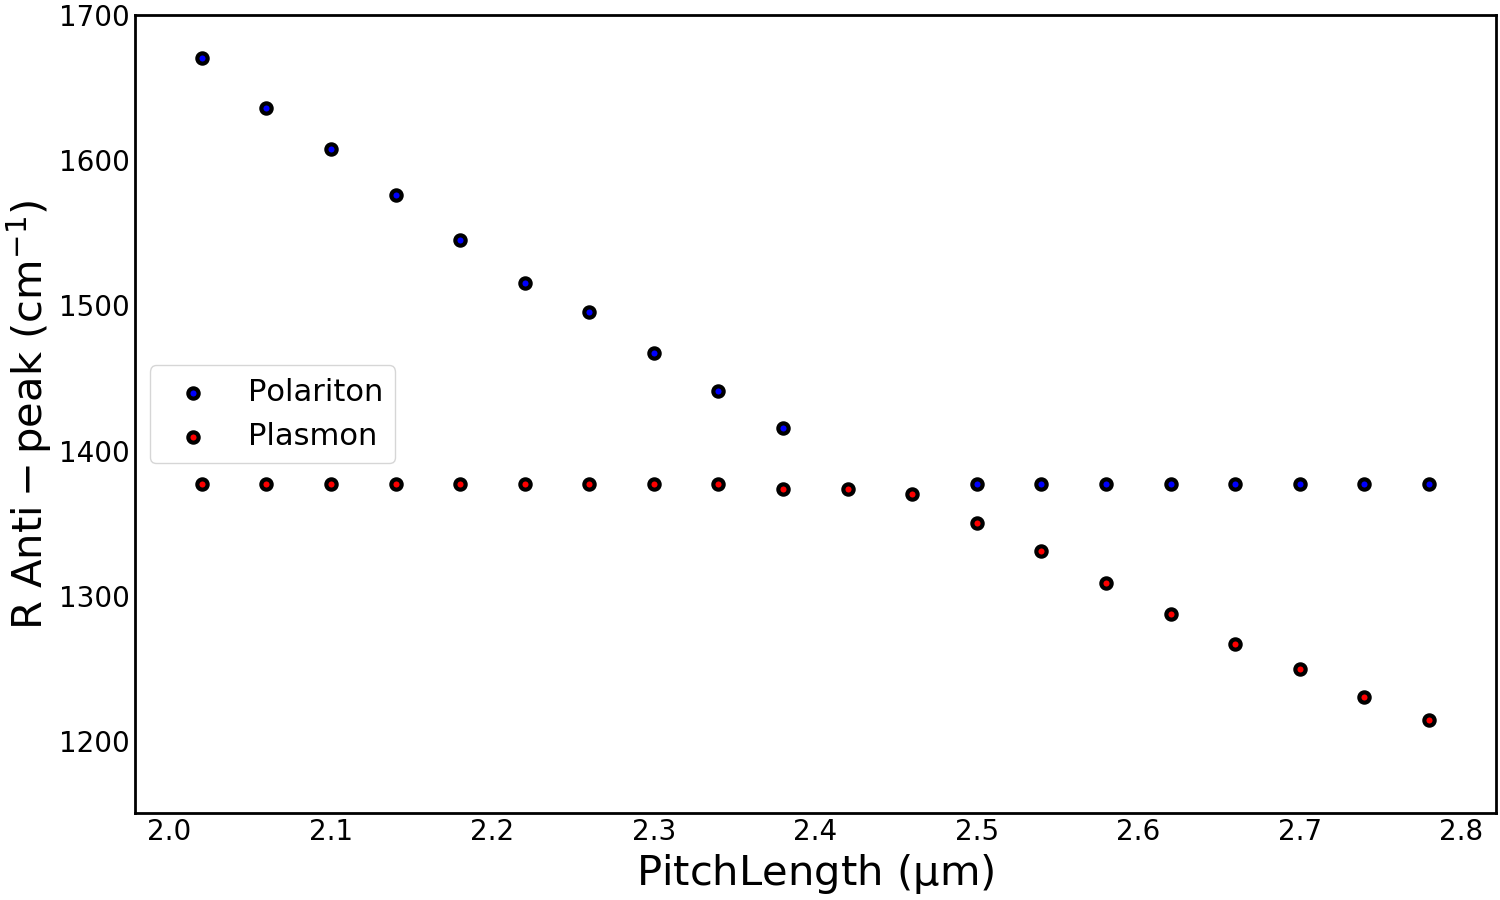 1700
1600
1500
1400
1300
1200
R Anti − peak (cm⁻¹)
Polariton
Plasmon
2.0 2.1 2.2 2.3 2.4 2.5 2.6 2.7 2.8
PitchLength (μm)